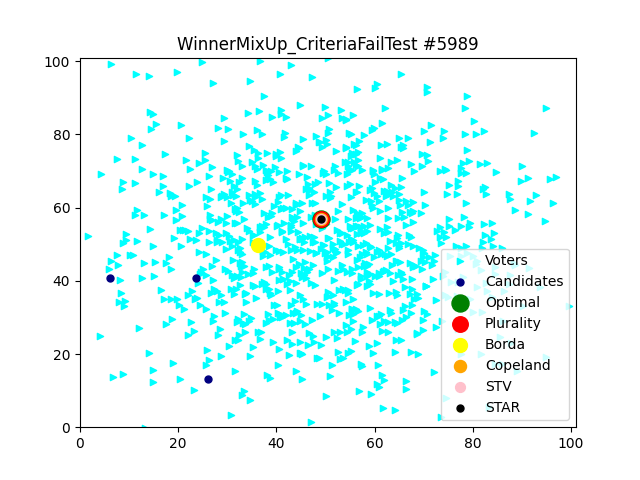 WinnerMixUp_CriteriaFailTest #5989
100
80
60
40
20
0
0 20 40 60 80 100
Voters
Candidates
Optimal
Plurality
Borda
Copeland
STV
STAR